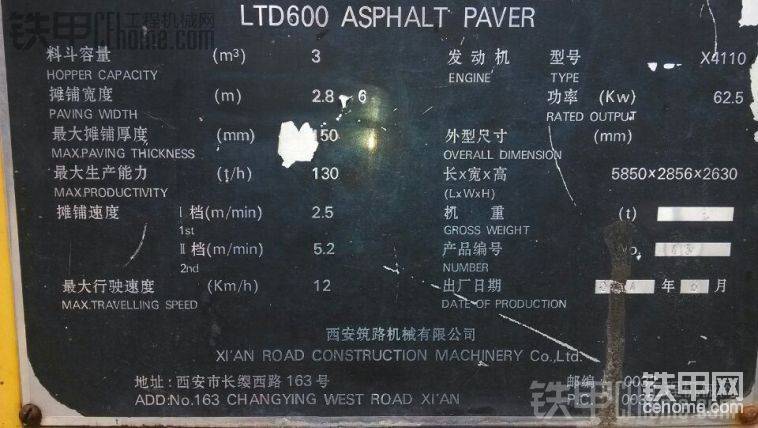 LTD600 ASPHALT PAVER
料斗容量 (m³) 3
HOPPER CAPACITY
摊铺宽度 (m) 2.8 6
PAVING WIDTH
最大摊铺厚度 (mm) 150
MAX.PAVING THICKNESS
最大生产能力 (t/h) 130
MAX.PRODUCTIVITY
摊铺速度 Ⅰ档(m/min) 2.5
1st
Ⅱ档(m/min) 5.2
2nd
最大行驶速度 (Km/h) 12
MAX.TRAVELLING SPEED
发动机 型号 X4110
ENGINE TYPE
功率 (Kw) 62.5
RATED OUTPUT
外型尺寸 (mm)
OVERALL DIMENSION
长×宽×高 5850×2856×2630
(LxWxH)
机 重 (t)
GROSS WEIGHT
产品编号
NUMBER
出厂日期 年 月
DATE OF PRODUCTION
西安筑路机械有限公司
XI'AN ROAD CONSTRUCTION MACHINERY Co.,Ltd.
地址:西安市长缨西路163号 邮编
ADD:No.163 CHANGYING WEST ROAD XI'AN P.C.
铁甲 工程机械网
cehome.com
铁甲网
www.cehome.com